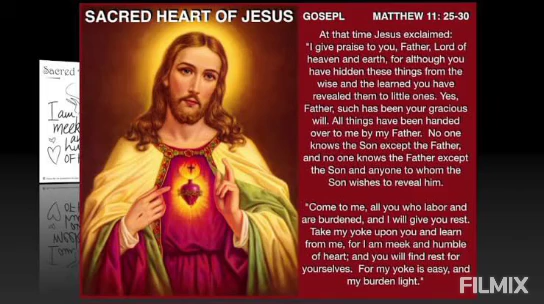 SACRED HEART OF JESUS
GOSEPL MATTHEW 11: 25-30
At that time Jesus exclaimed:
"I give praise to you, Father, Lord of
heaven and earth, for although you
have hidden these things from the
wise and the learned you have
revealed them to little ones. Yes,
Father, such has been your gracious
will. All things have been handed
over to me by my Father. No one
knows the Son except the Father,
and no one knows the Father except
the Son and anyone to whom the
Son wishes to reveal him.
"Come to me, all you who labor and
are burdened, and I will give you rest.
Take my yoke upon you and learn
from me, for I am meek and humble
of heart; and you will find rest for
yourselves. For my yoke is easy, and
my burden light."
Sacred
I am
meek
an
hu
of H
FILMIX